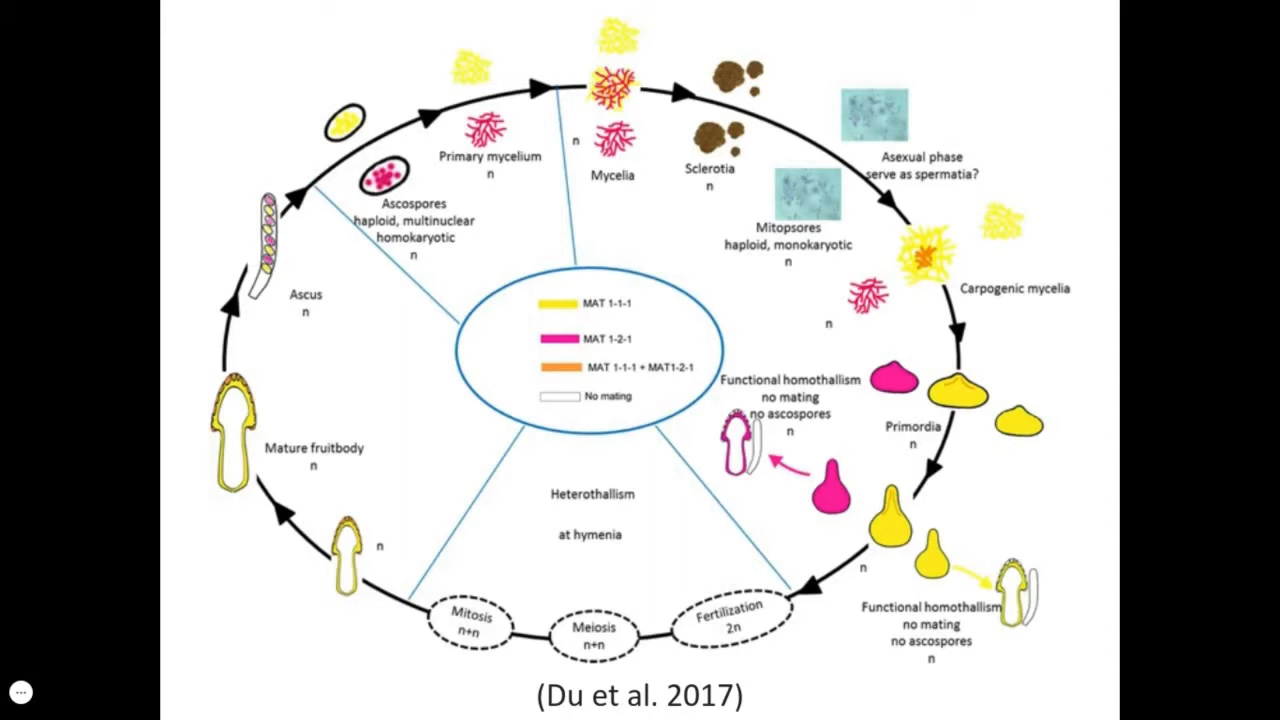 Primary mycelium
n
n
Mycelia
Sclerotia
n
Asexual phase
serve as spermatia?
Ascospores
haploid, multinuclear
homokaryotic
n
Mitopsores
haploid, monokaryotic
n
Ascus
n
Carpogenic mycelia
n
MAT 1-1-1
MAT 1-2-1
MAT 1-1-1 + MAT1-2-1
No mating
Functional homothallism
no mating
no ascospores
n
Primordia
n
Mature fruitbody
n
Heterothallism
at hymenia
n
n
Functional homothallism
no mating
no ascospores
n
Mitosis
n+n
Meiosis
n+n
Fertilization
2n
(Du et al. 2017)